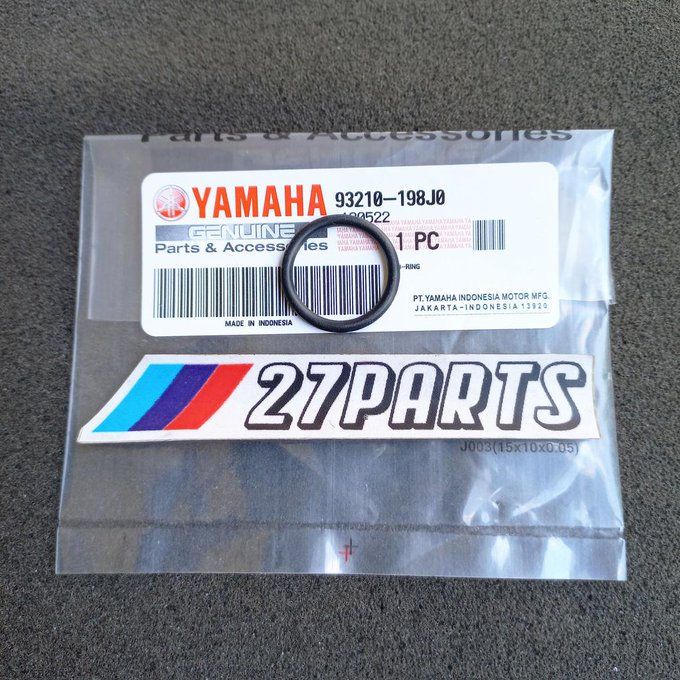 Parts & Accessories
YAMAHA 93210-198J0
GENUINE
Parts & Accessories
1 PC
MADE IN INDONESIA
PT. YAMAHA INDONESIA MOTOR MFG.
JAKARTA-INDONESIA 13920
27PARTS
J003(15x10x0.05)